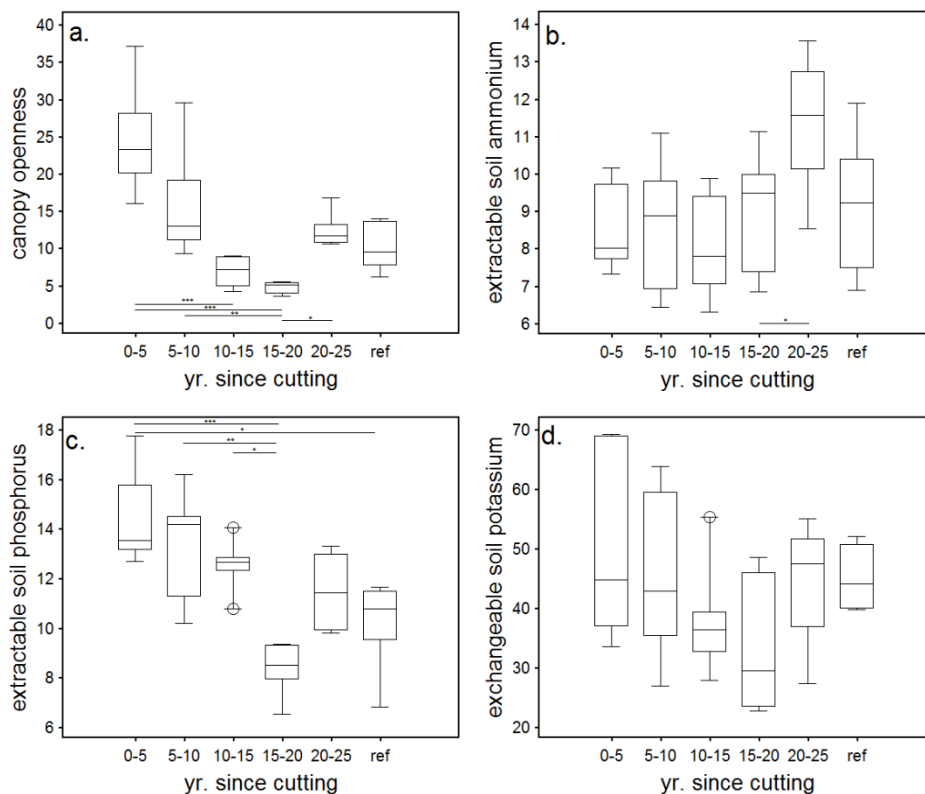 a.
canopy openness
40
35
30
25
20
15
10
5
0
***
***
**
*
0-5 5-10 10-15 15-20 20-25 ref
yr. since cutting
b.
extractable soil ammonium
14
13
12
11
10
9
8
7
6
*
0-5 5-10 10-15 15-20 20-25 ref
yr. since cutting
c.
extractable soil phosphorus
18
16
14
12
10
8
6
***
*
**
*
0-5 5-10 10-15 15-20 20-25 ref
yr. since cutting
d.
exchangeable soil potassium
70
60
50
40
30
20
0-5 5-10 10-15 15-20 20-25 ref
yr. since cutting